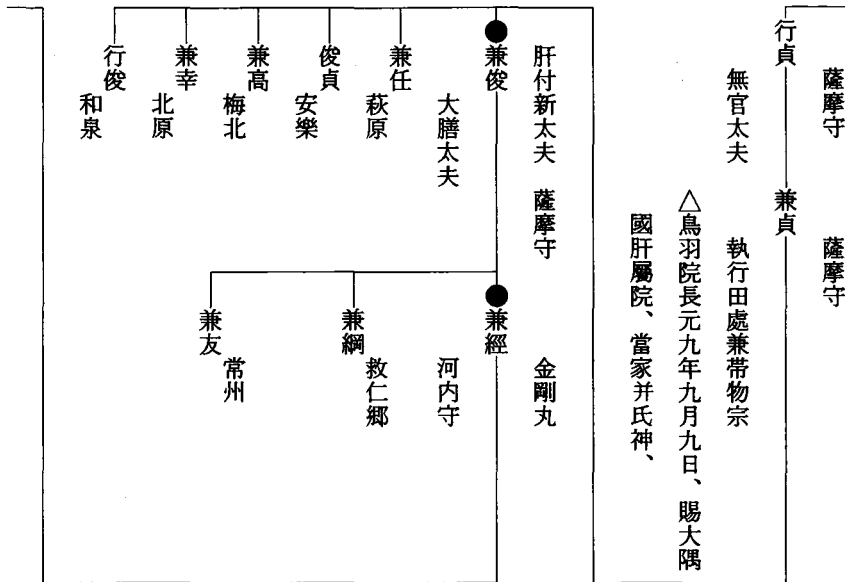 薩摩守
薩摩守
行貞
兼貞
無官太夫
執行田處兼帶物宗
△鳥羽院長元九年九月九日、賜大隅
國肝屬院、當家并氏神、
肝付新太夫
薩摩守
金剛丸
●兼俊
●兼經
大膳太夫
河内守
兼任
萩原
救仁郷
兼綱
俊貞
安樂
兼高
梅北
常州
兼友
兼幸
北原
行俊
和泉